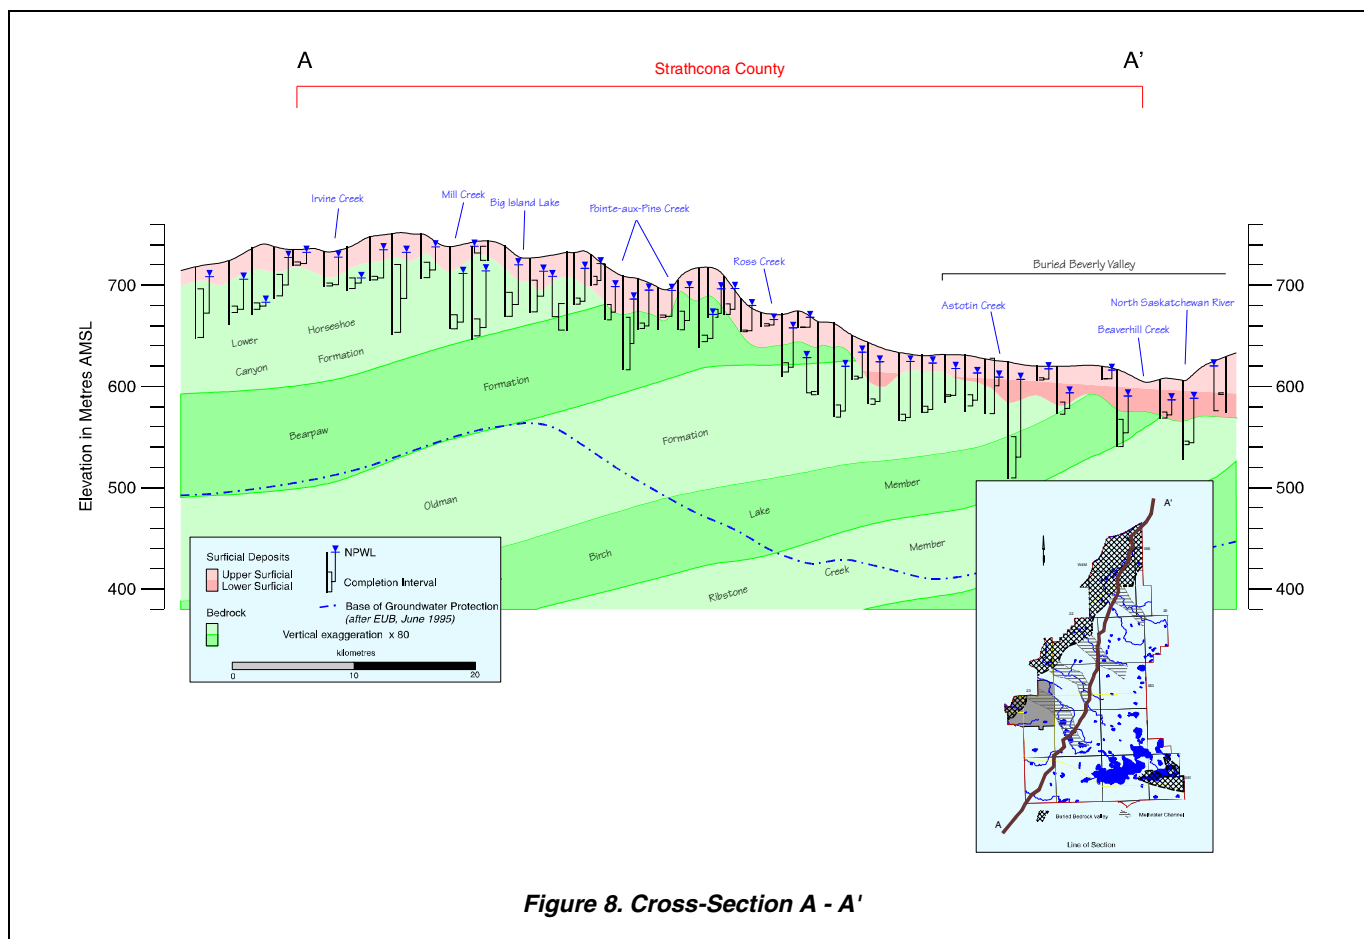 A
A'
Strathcona County
Irvine Creek
Mill Creek
Big Island Lake
Pointe-aux-Pins Creek
Ross Creek
Buried Beverly Valley
Astotin Creek
North Saskatchewan River
Beaverhill Creek
Elevation in Metres AMSL
700
600
500
400
700
600
500
400
Lower
Horseshoe
Canyon
Formation
Bearpaw
Formation
Oldman
Formation
Birch
Lake
Member
Ribstone
Creek
Member
Surficial Deposits
Upper Surficial
Lower Surficial
Bedrock
NPWL
Completion Interval
Base of Groundwater Protection
(after EUB, June 1995)
Vertical exaggeration x 80
kilometres
0
10
20
A'
A
Buried Bedrock Valley
Meltwater Channel
Line of Section
Figure 8. Cross-Section A - A'